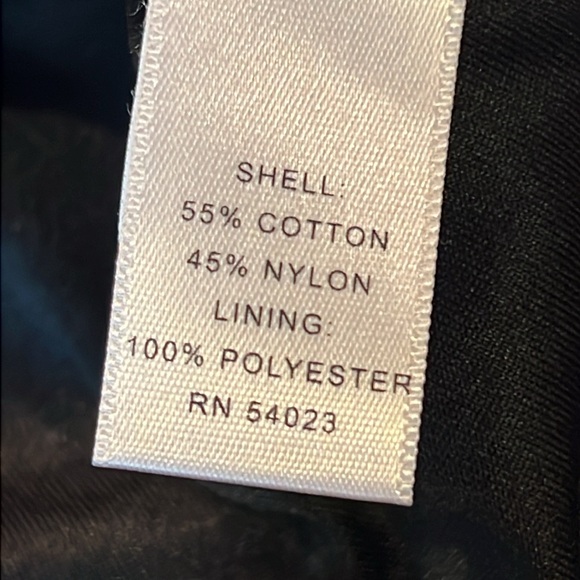 SHELL:
55% COTTON
45% NYLON
LINING:
100% POLYESTER
RN 54023